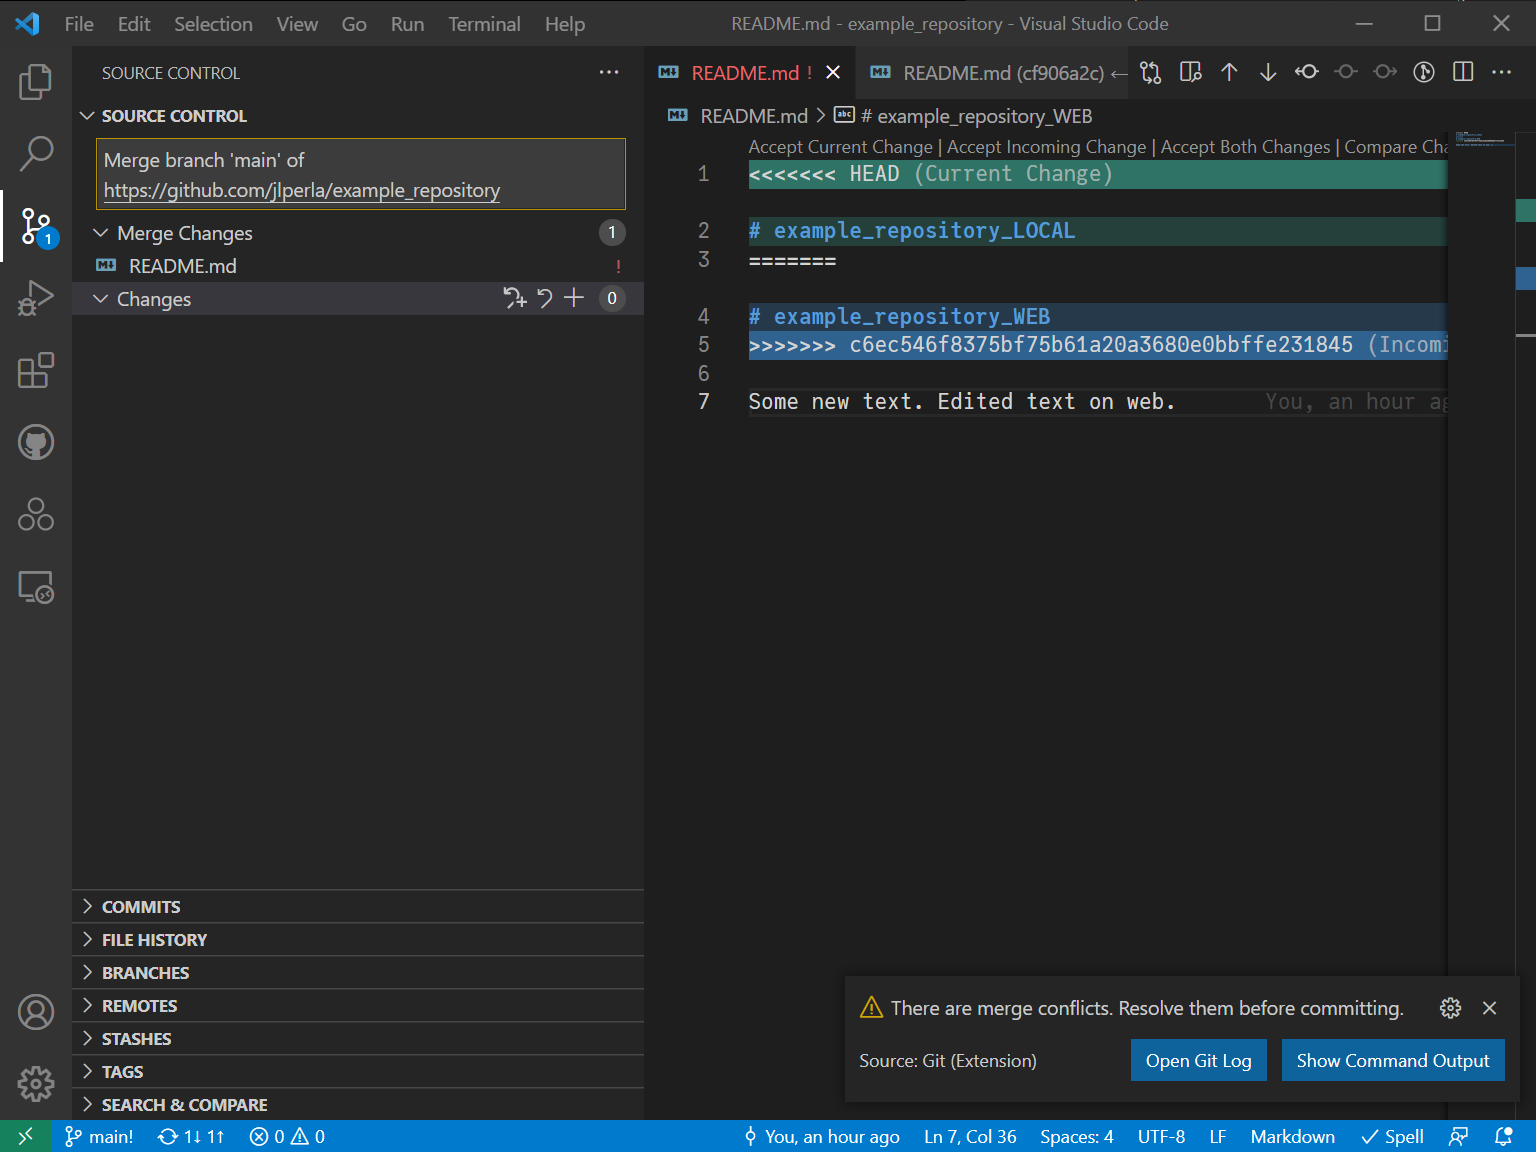 File Edit Selection View Go Run Terminal Help
README.md - example_repository - Visual Studio Code
SOURCE CONTROL
SOURCE CONTROL
Merge branch 'main' of
https://github.com/jlperla/example_repository
Merge Changes 1
README.md !
Changes 0
COMMITS
FILE HISTORY
BRANCHES
REMOTES
STASHES
TAGS
SEARCH & COMPARE
README.md ! README.md (cf906a2c) ←
README.md > # example_repository_WEB
Accept Current Change | Accept Incoming Change | Accept Both Changes | Compare Cha
1 <<<<<<< HEAD (Current Change)
2 # example_repository_LOCAL
3 =======
4 # example_repository_WEB
5 >>>>>>> c6ec546f8375bf75b61a20a3680e0bbffe231845 (Incomi
6
7 Some new text. Edited text on web. You, an hour ag
There are merge conflicts. Resolve them before committing.
Source: Git (Extension) Open Git Log Show Command Output
1
main! 1↓ 1↑ 0 0 You, an hour ago Ln 7, Col 36 Spaces: 4 UTF-8 LF Markdown Spell